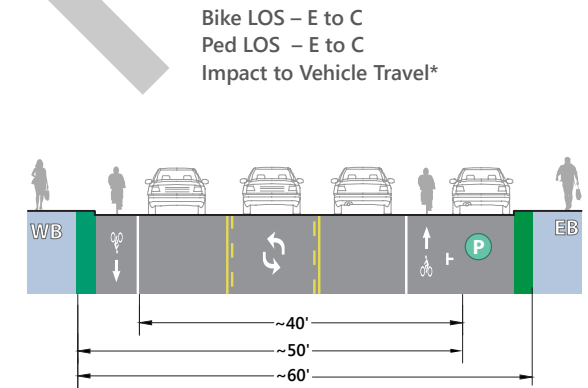 Bike LOS – E to C
Ped LOS – E to C
Impact to Vehicle Travel*
WB
EB
P
~40'
~50'
~60'